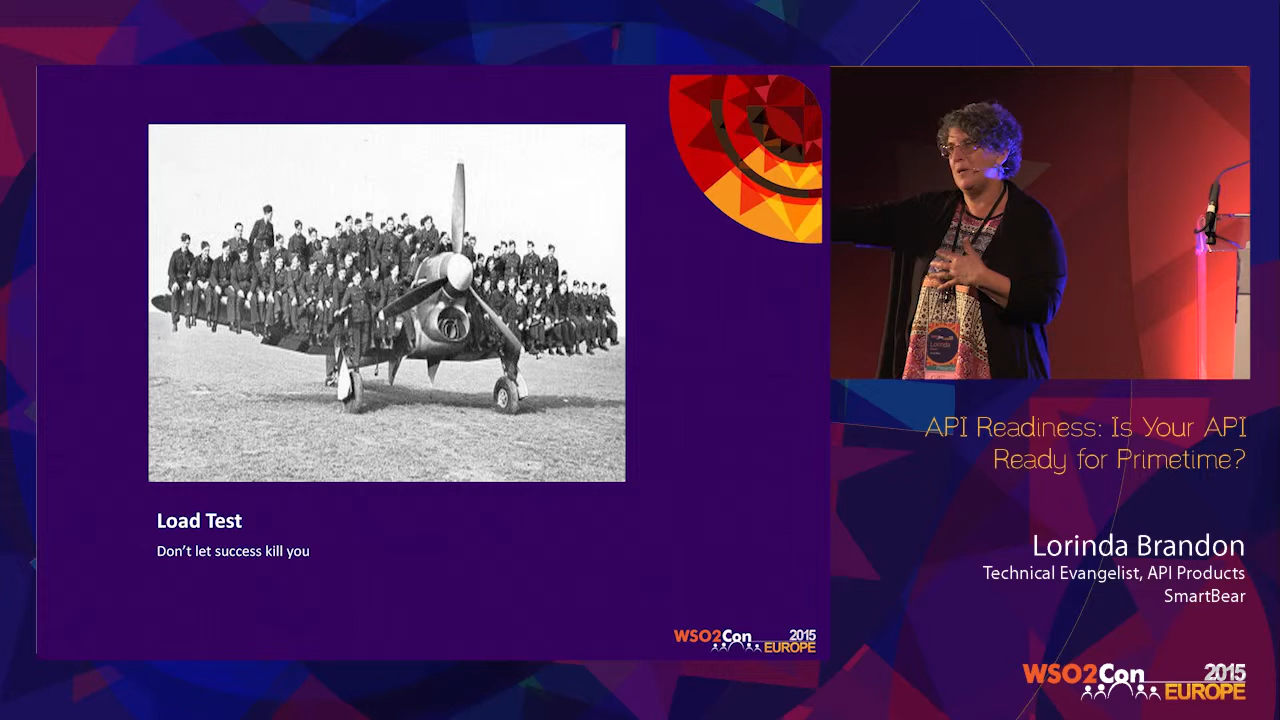 Load Test
Don't let success kill you
WSO2Con 2015
EUROPE
Lorinda
API Readiness: Is Your API
Ready for Primetime?
Lorinda Brandon
Technical Evangelist, API Products
SmartBear
WSO2Con 2015
EUROPE